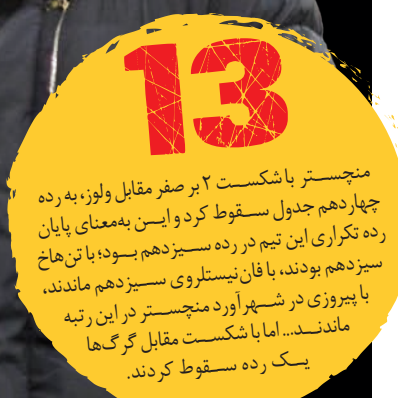 13
منچستر با شکست ۲ بر صفر مقابل ولوز، به رده
چهاردهم جدول سقوط کرد و این به‌معنای پایان
رده تکراری این تیم در رده سیزدهم بود؛ با تن‌هاخ
سیزدهم بودند، با فان‌نیستلروی سیزدهم ماندند،
با پیروزی در شهرآورد منچستر در این رتبه
ماندند... اما با شکست مقابل گرگ‌ها
یک رده سقوط کردند.